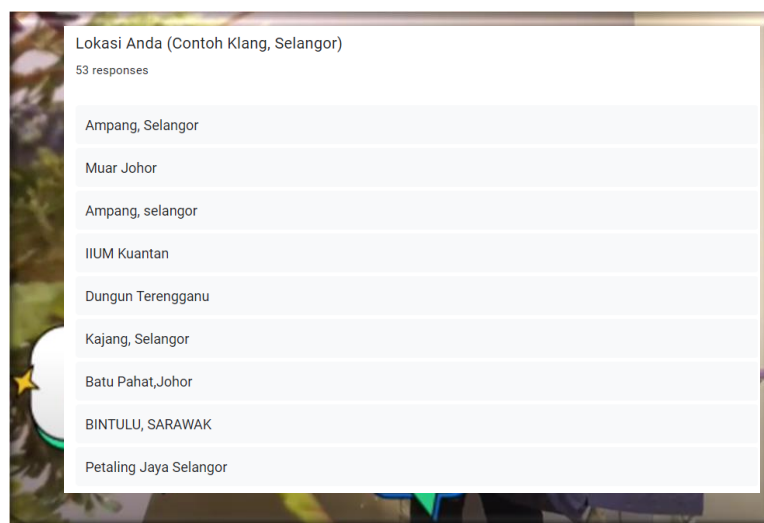 Lokasi Anda (Contoh Klang, Selangor)
53 responses
Ampang, Selangor
Muar Johor
Ampang, selangor
IIUM Kuantan
Dungun Terengganu
Kajang, Selangor
Batu Pahat,Johor
BINTULU, SARAWAK
Petaling Jaya Selangor